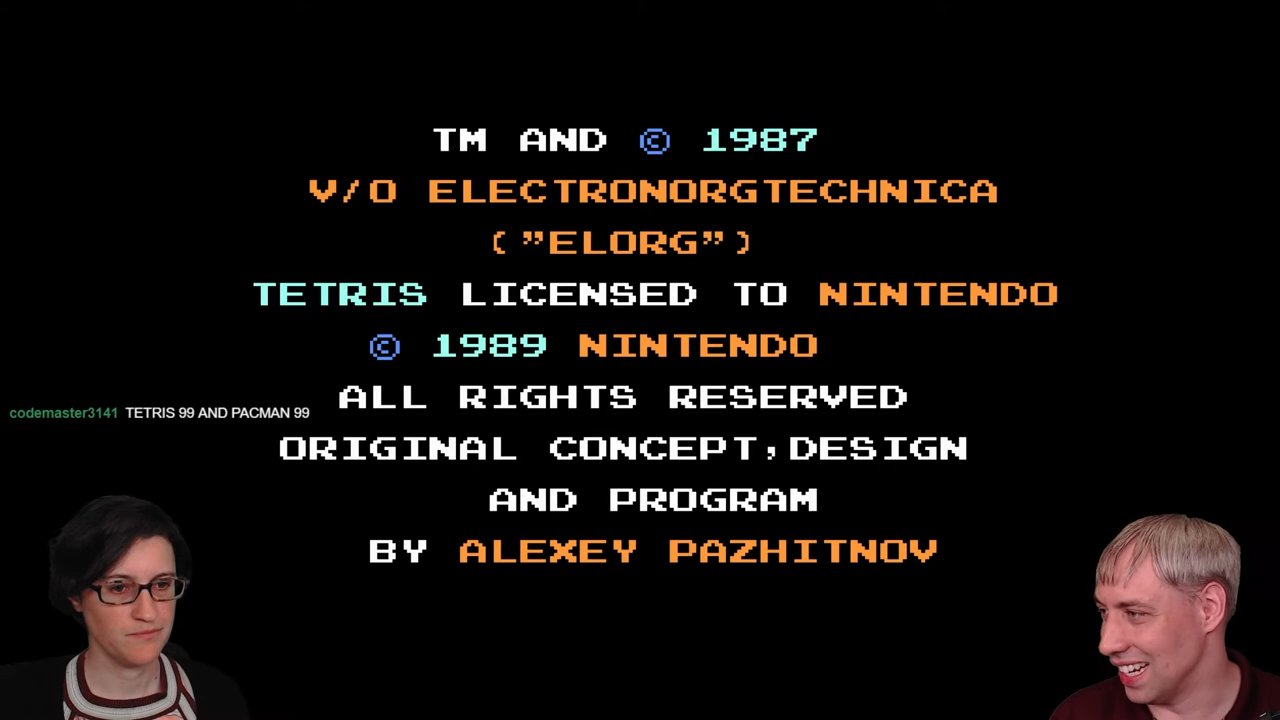 TM AND © 1987
V/O ELECTRONORGTECHNICA
("ELORG")
TETRIS LICENSED TO NINTENDO
© 1989 NINTENDO
ALL RIGHTS RESERVED
codemaster3141 TETRIS 99 AND PACMAN 99
ORIGINAL CONCEPT,DESIGN
AND PROGRAM
BY ALEXEY PAZHITNOV